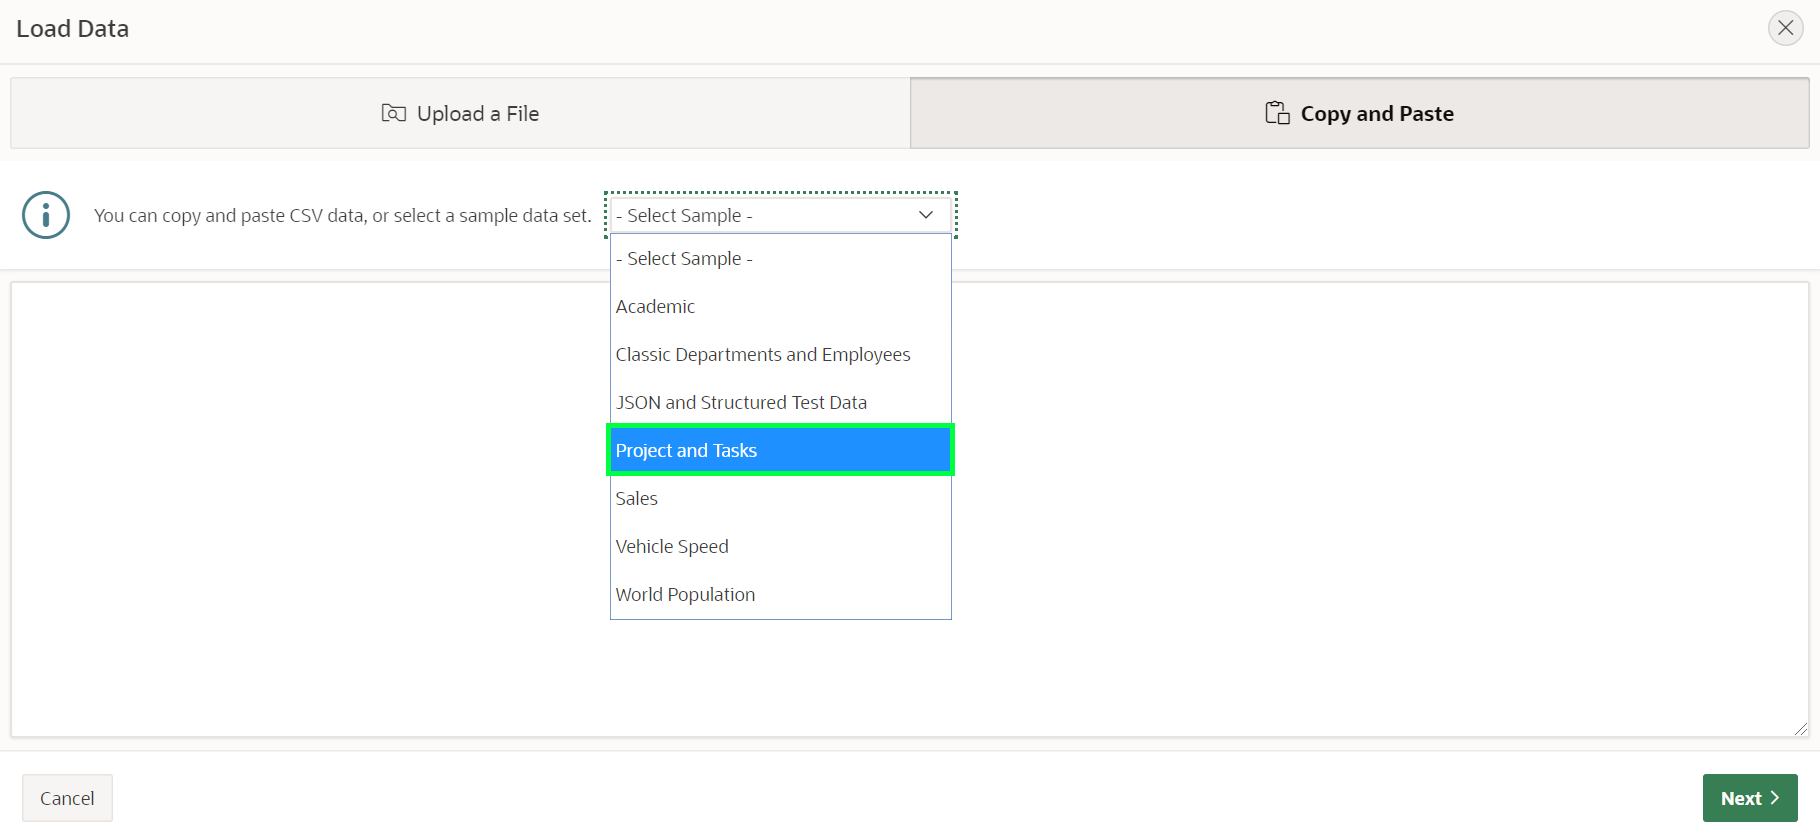 Load Data
Upload a File
Copy and Paste
You can copy and paste CSV data, or select a sample data set.
- Select Sample -
- Select Sample -
Academic
Classic Departments and Employees
JSON and Structured Test Data
Project and Tasks
Sales
Vehicle Speed
World Population
Cancel
Next